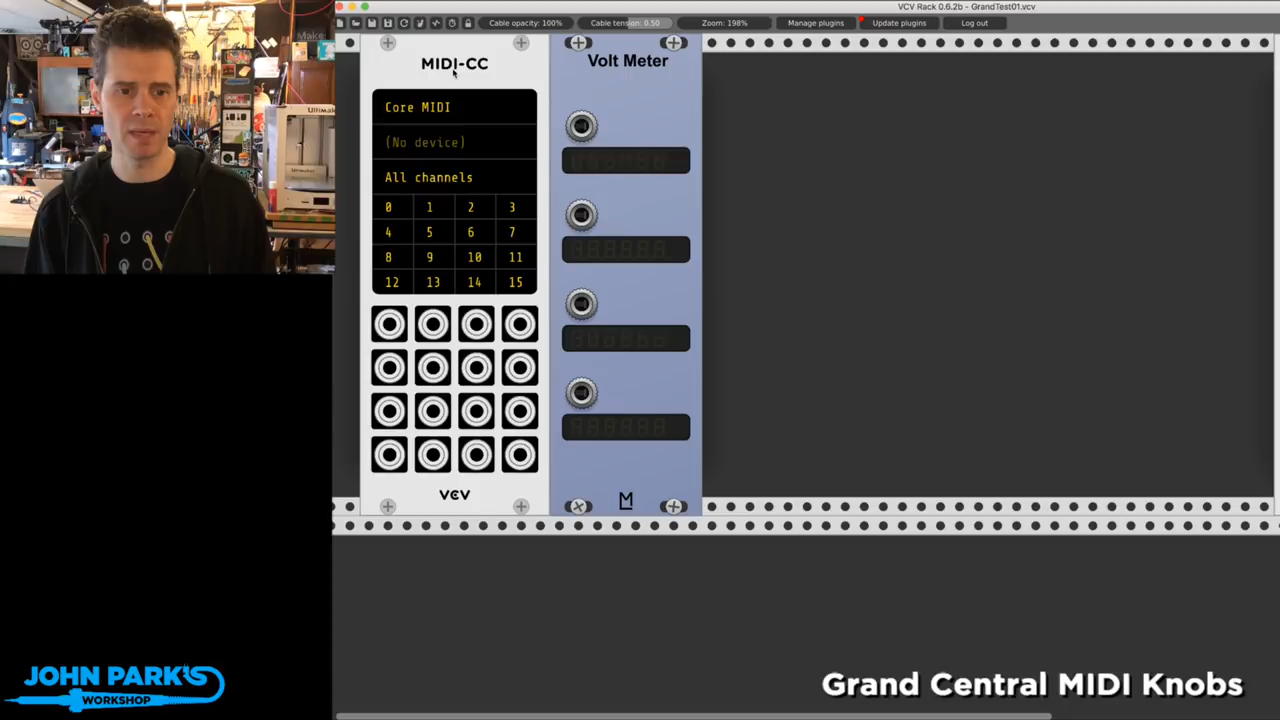 VCV Rack 0.6.2b - GrandTest01.vcv
Cable opacity: 100%
Cable tension: 0.50
Zoom: 198%
Manage plugins
Update plugins
Log out
MIDI-CC
Core MIDI
(No device)
All channels
0 1 2 3
4 5 6 7
8 9 10 11
12 13 14 15
VCV
Volt Meter
Make:
JOHN PARK'S
WORKSHOP
Grand Central MIDI Knobs